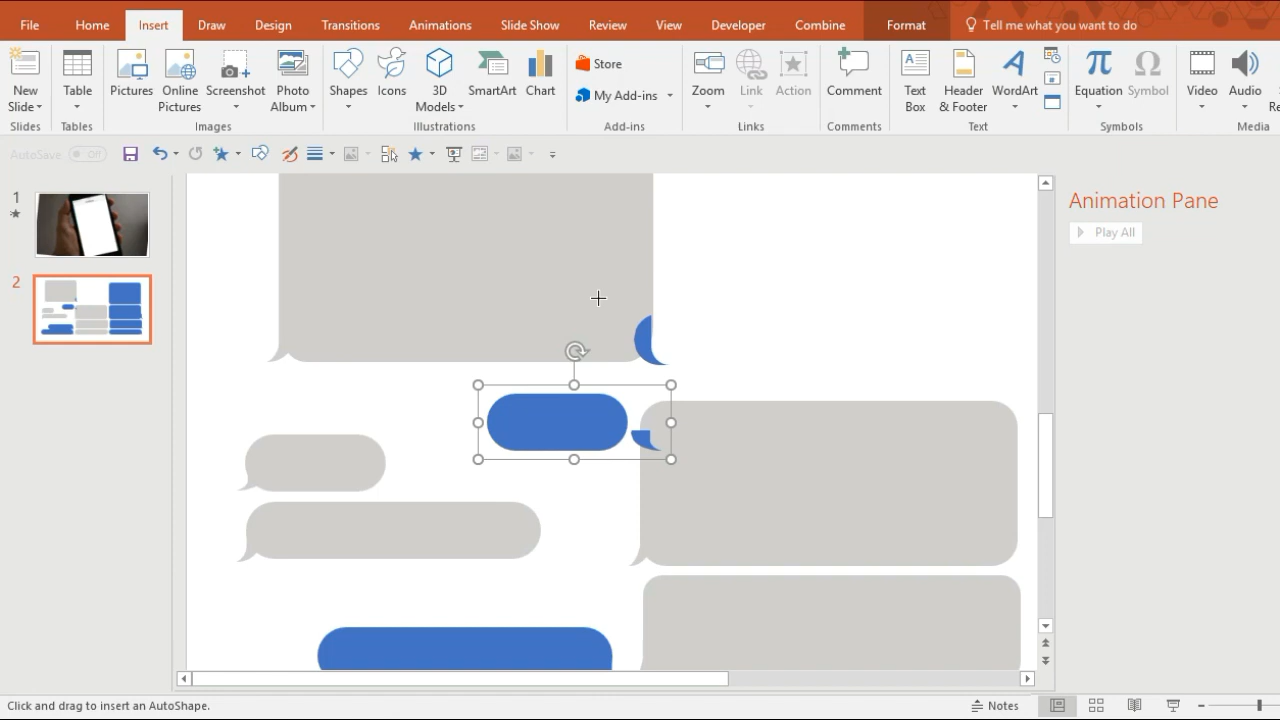 File Home Insert Draw Design Transitions Animations Slide Show Review View Developer Combine Format Tell me what you want to do
New Slide Table Pictures Online Pictures Screenshot Photo Album Shapes Icons 3D Models SmartArt Chart Store My Add-ins Zoom Link Action Comment Text Box Header & Footer WordArt Equation Symbol Video Audio
Slides Tables Images Illustrations Add-ins Links Comments Text Symbols Media
AutoSave Off
1
2
Animation Pane
Play All
Click and drag to insert an AutoShape. Notes